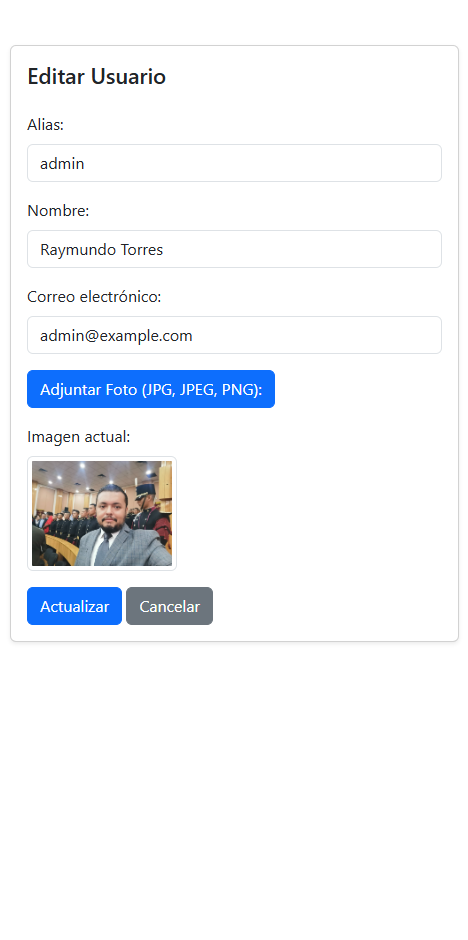 Editar Usuario
Alias:
admin
Nombre:
Raymundo Torres
Correo electrónico:
admin@example.com
Adjuntar Foto (JPG, JPEG, PNG):
Imagen actual:
Actualizar Cancelar